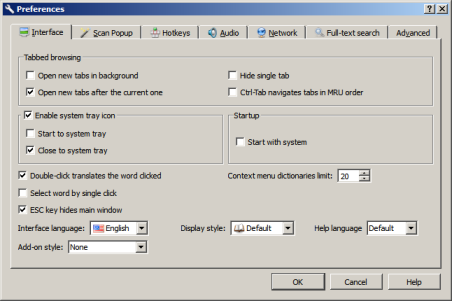 Preferences
Interface Scan Popup Hotkeys Audio Network Full-text search Advanced
Tabbed browsing
Open new tabs in background Hide single tab
Open new tabs after the current one Ctrl-Tab navigates tabs in MRU order
Enable system tray icon Startup
Start to system tray
Start with system
Close to system tray
Double-click translates the word clicked Context menu dictionaries limit: 20
Select word by single click
ESC key hides main window
Interface language: English Display style: Default Help language Default
Add-on style: None
OK Cancel Help